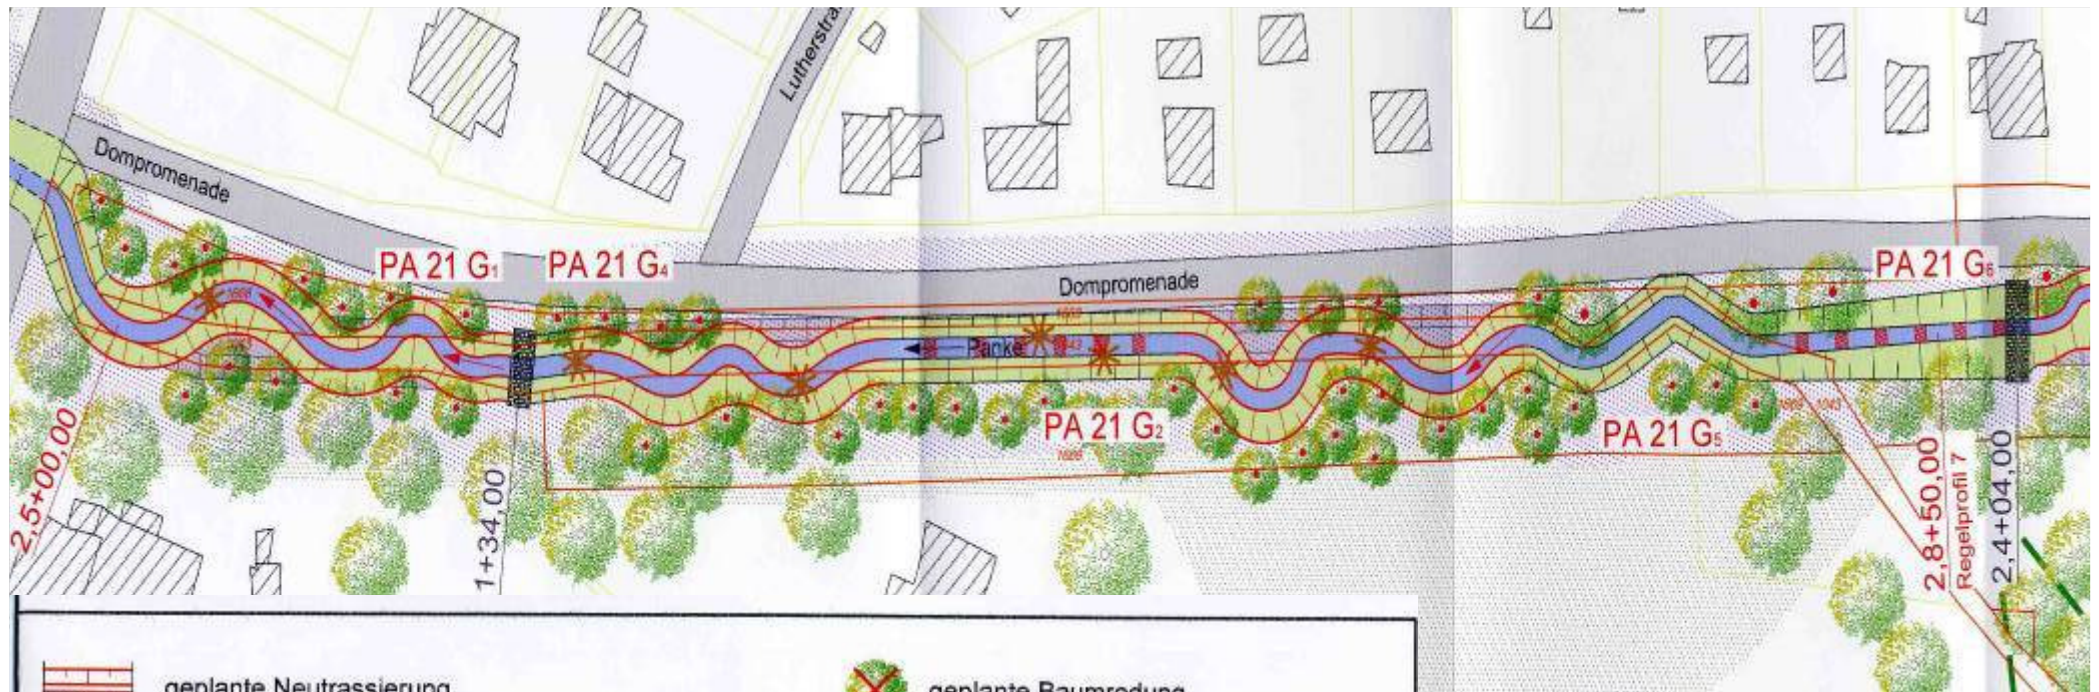 Lutherstra
Dompromenade
PA 21 G1
PA 21 G4
Dompromenade
PA 21 G6
Panke
PA 21 G2
PA 21 G5
2,5+00,00
1+34,00
2,8+50,00
Regelprofil 7
2,4+04,00
geplante Neutrassierung
geplante Baumrodung